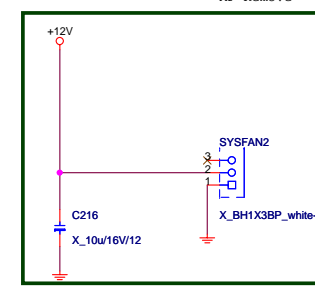 +12V
SYSFAN2
3
2
1
C216
X_10u/16V/12
X_BH1X3BP_white-